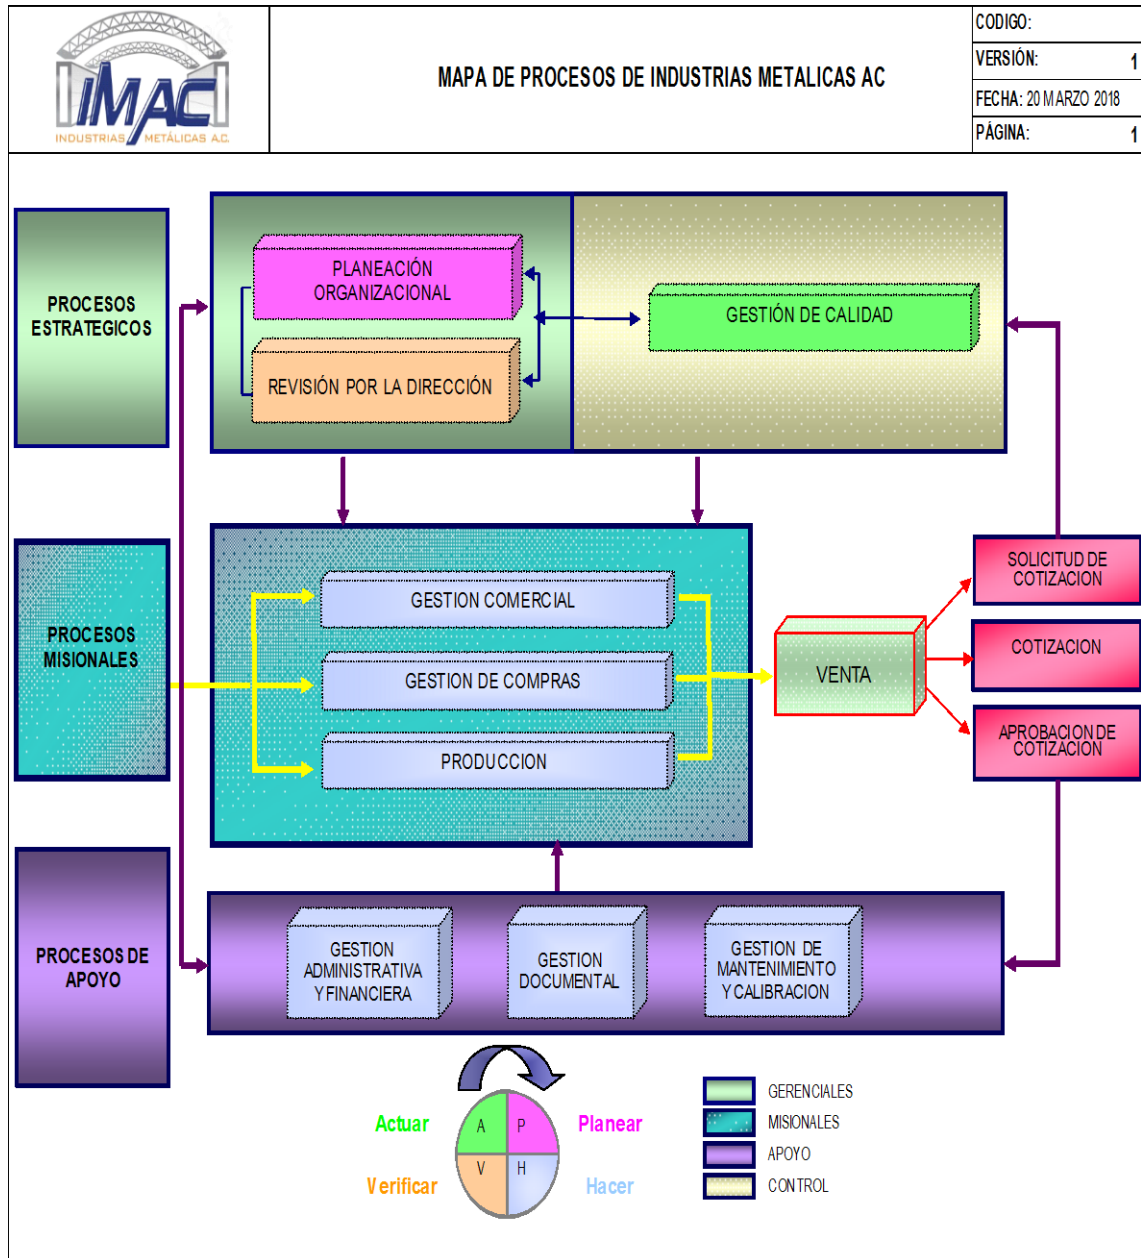 IMAC
INDUSTRIAS METÁLICAS A.C.
MAPA DE PROCESOS DE INDUSTRIAS METALICAS AC
CODIGO:
VERSIÓN: 1
FECHA: 20 MARZO 2018
PÁGINA: 1
PROCESOS
ESTRATEGICOS
PLANEACIÓN
ORGANIZACIONAL
REVISIÓN POR LA DIRECCIÓN
GESTIÓN DE CALIDAD
PROCESOS
MISIONALES
GESTION COMERCIAL
GESTION DE COMPRAS
PRODUCCION
VENTA
SOLICITUD DE
COTIZACION
COTIZACION
APROBACION DE
COTIZACION
PROCESOS DE
APOYO
GESTION
ADMINISTRATIVA
Y FINANCIERA
GESTION
DOCUMENTAL
GESTION DE
MANTENIMIENTO
Y CALIBRACION
Actuar
A
P
Planear
Verificar
V
H
Hacer
GERENCIALES
MISIONALES
APOYO
CONTROL